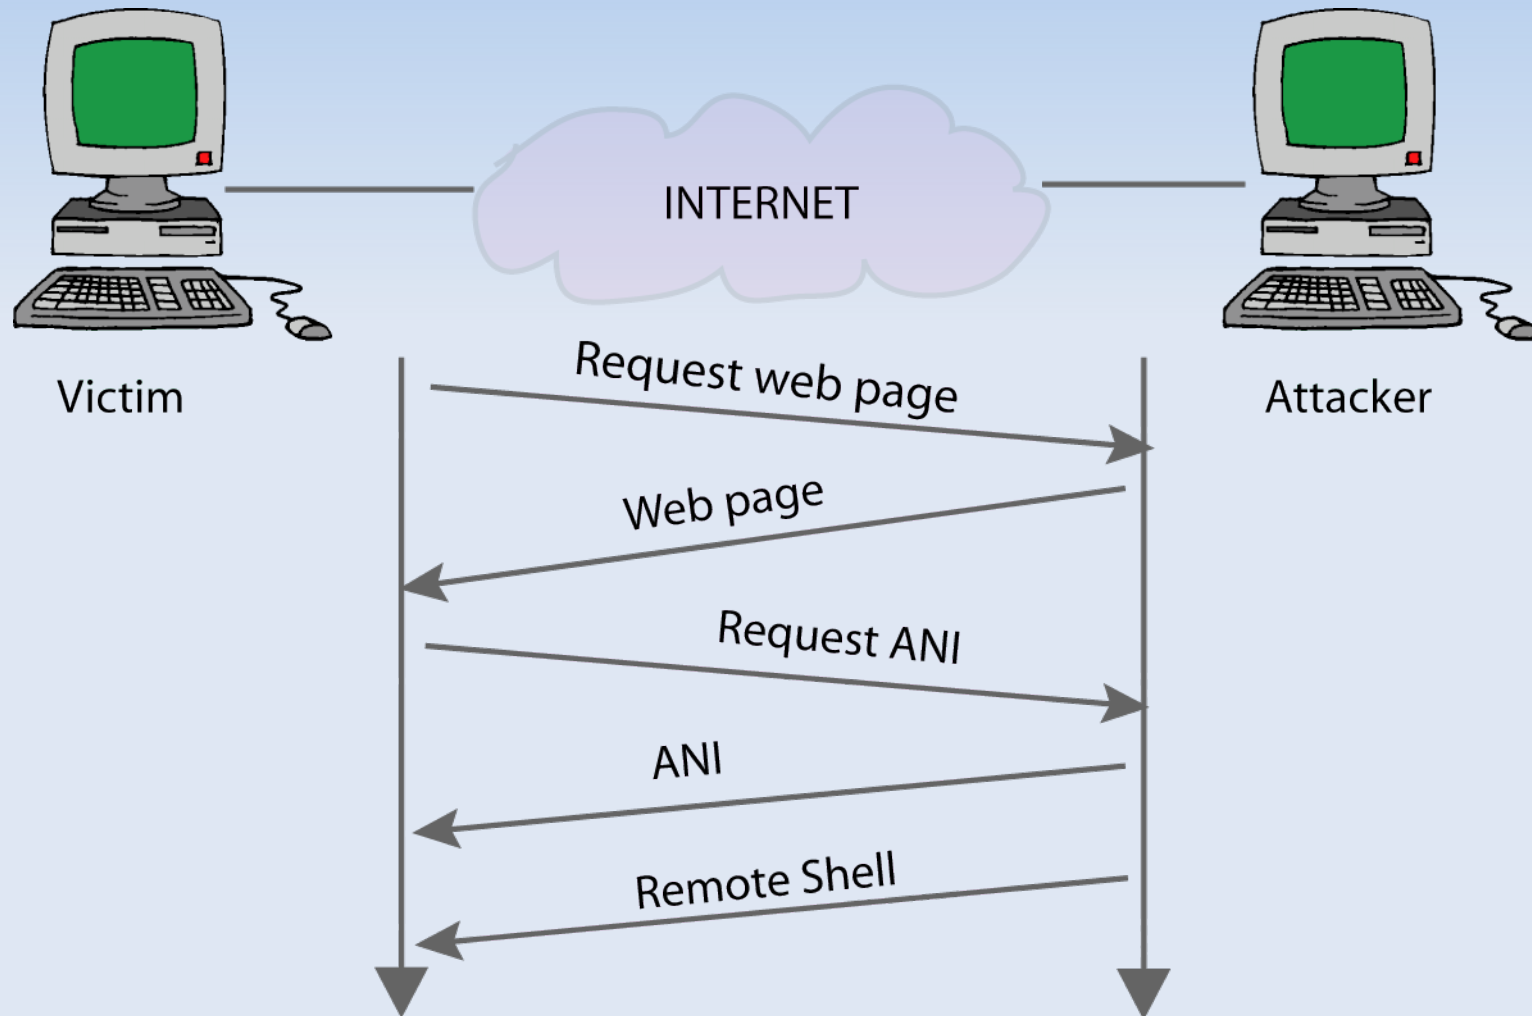 INTERNET
Victim
Attacker
Request web page
Web page
Request ANI
ANI
Remote Shell